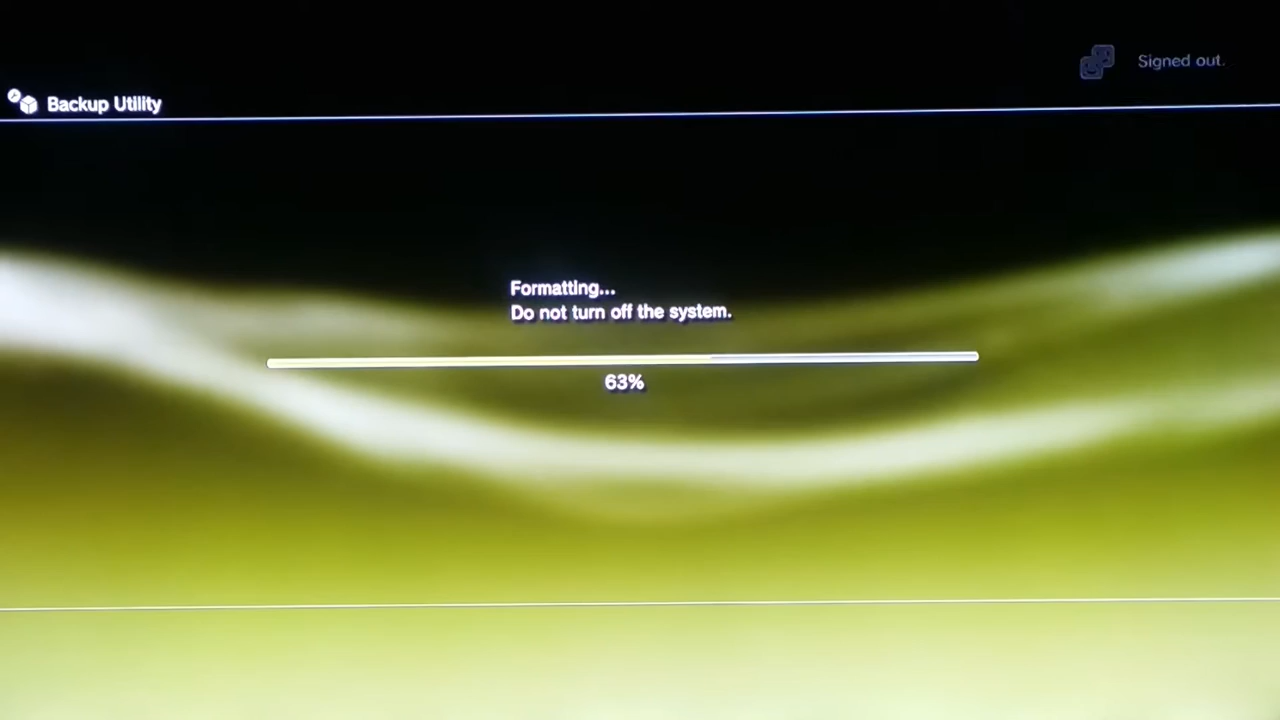 Signed out.
Backup Utility
Formatting...
Do not turn off the system.
63%